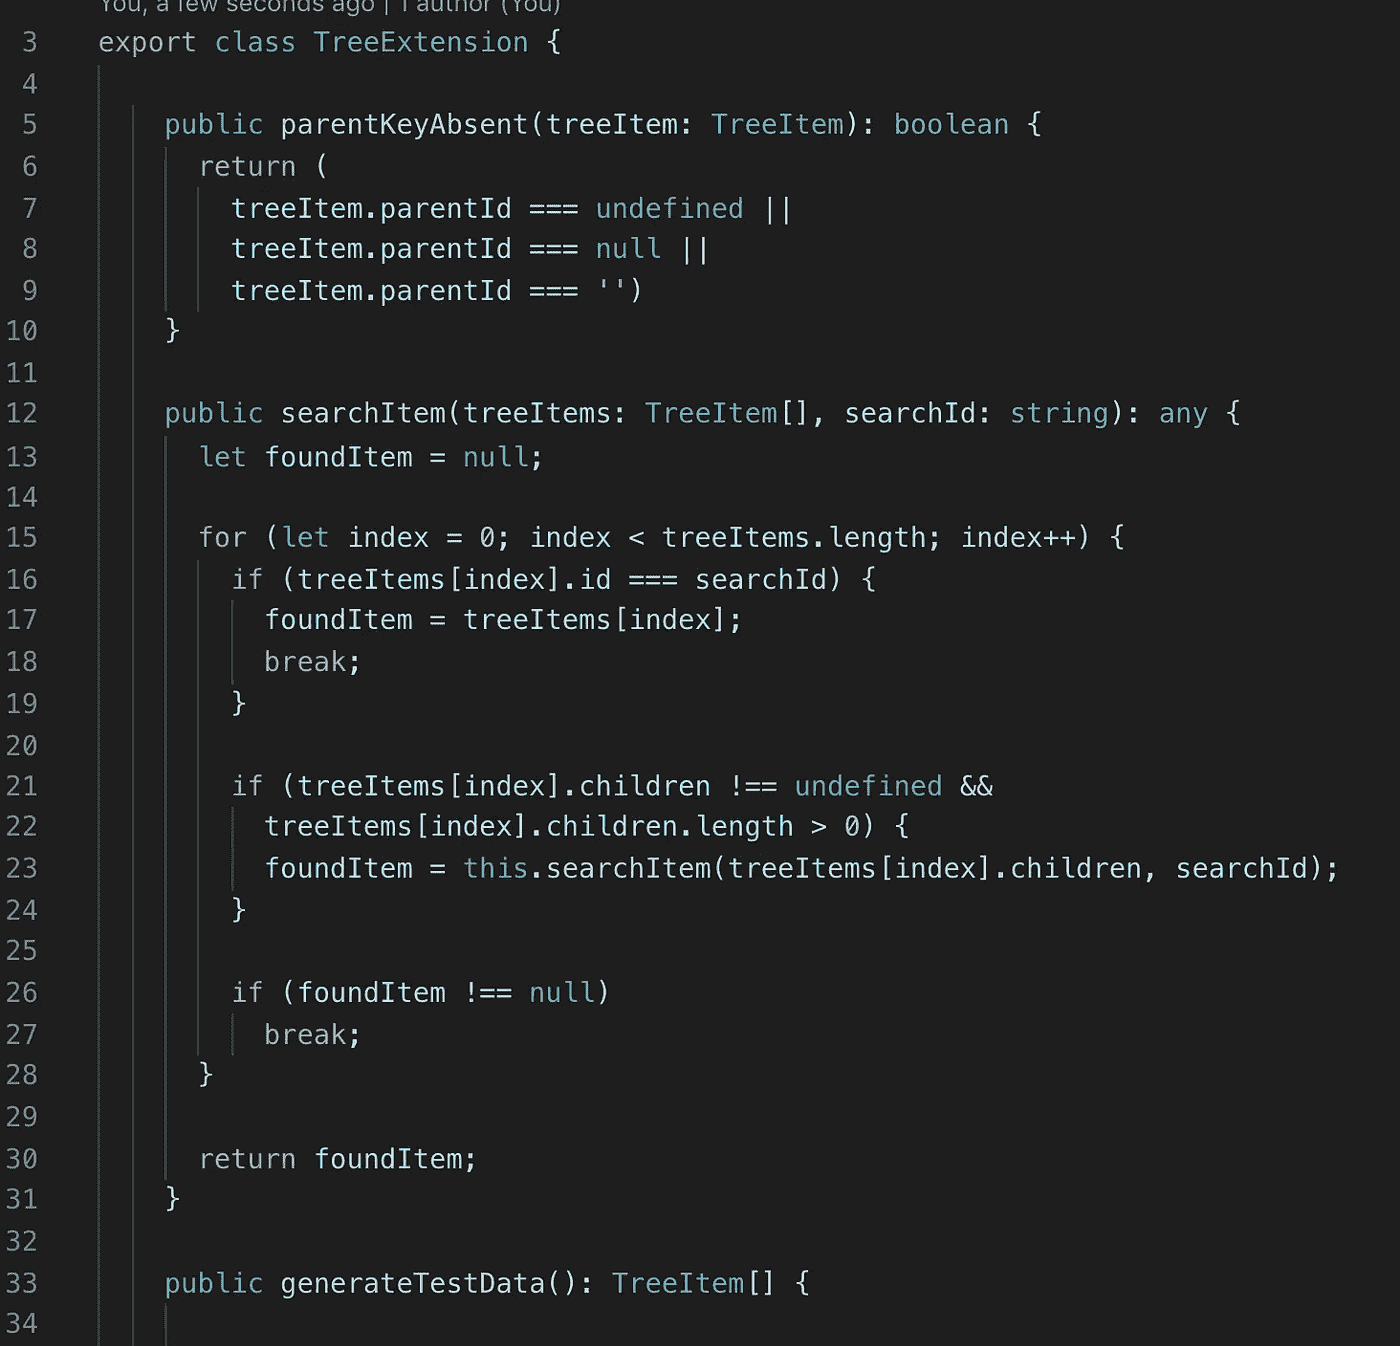 You, a few seconds ago | 1 author (You)
3 export class TreeExtension {
4
5 public parentKeyAbsent(treeItem: TreeItem): boolean {
6 return (
7 treeItem.parentId === undefined ||
8 treeItem.parentId === null ||
9 treeItem.parentId === '')
10 }
11
12 public searchItem(treeItems: TreeItem[], searchId: string): any {
13 let foundItem = null;
14
15 for (let index = 0; index < treeItems.length; index++) {
16 if (treeItems[index].id === searchId) {
17 foundItem = treeItems[index];
18 break;
19 }
20
21 if (treeItems[index].children !== undefined &&
22 treeItems[index].children.length > 0) {
23 foundItem = this.searchItem(treeItems[index].children, searchId);
24 }
25
26 if (foundItem !== null)
27 break;
28 }
29
30 return foundItem;
31 }
32
33 public generateTestData(): TreeItem[] {
34